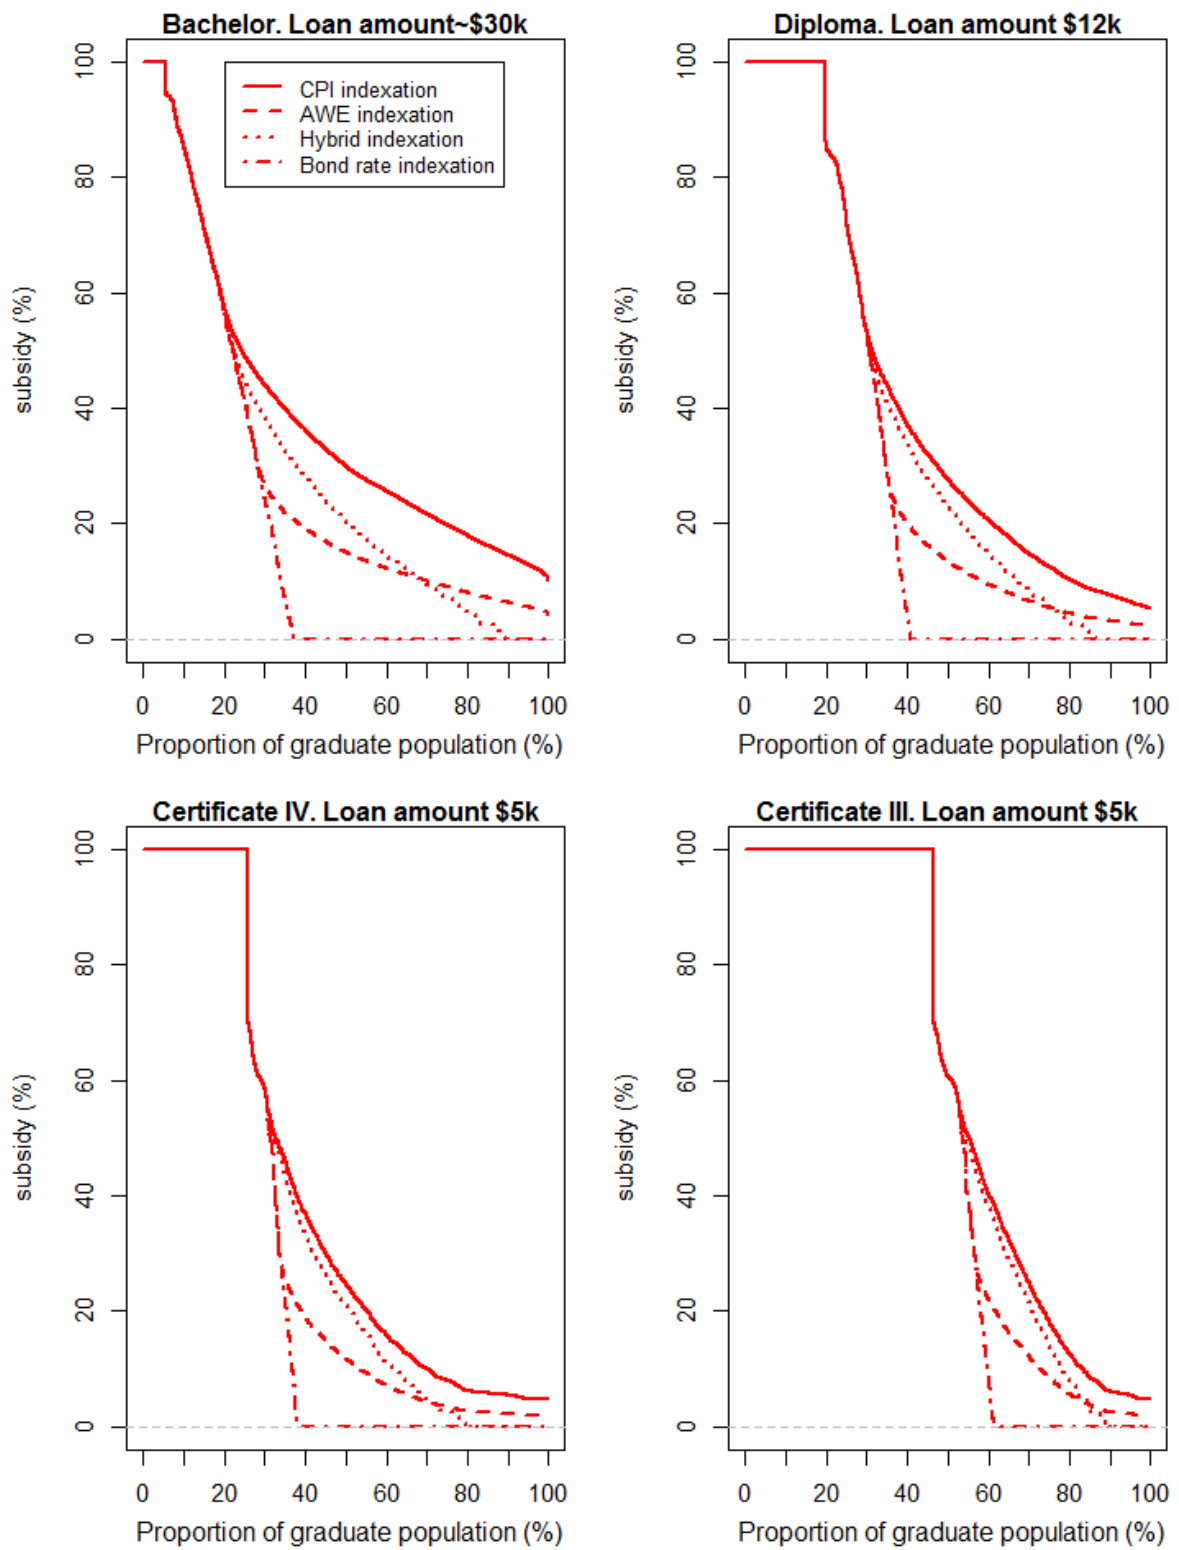 Bachelor. Loan amount~$30k
CPI indexation
AWE indexation
Hybrid indexation
Bond rate indexation
subsidy (%)
100
80
60
40
20
0
0 20 40 60 80 100
Proportion of graduate population (%)
Diploma. Loan amount $12k
subsidy (%)
100
80
60
40
20
0
0 20 40 60 80 100
Proportion of graduate population (%)
Certificate IV. Loan amount $5k
subsidy (%)
100
80
60
40
20
0
0 20 40 60 80 100
Proportion of graduate population (%)
Certificate III. Loan amount $5k
subsidy (%)
100
80
60
40
20
0
0 20 40 60 80 100
Proportion of graduate population (%)